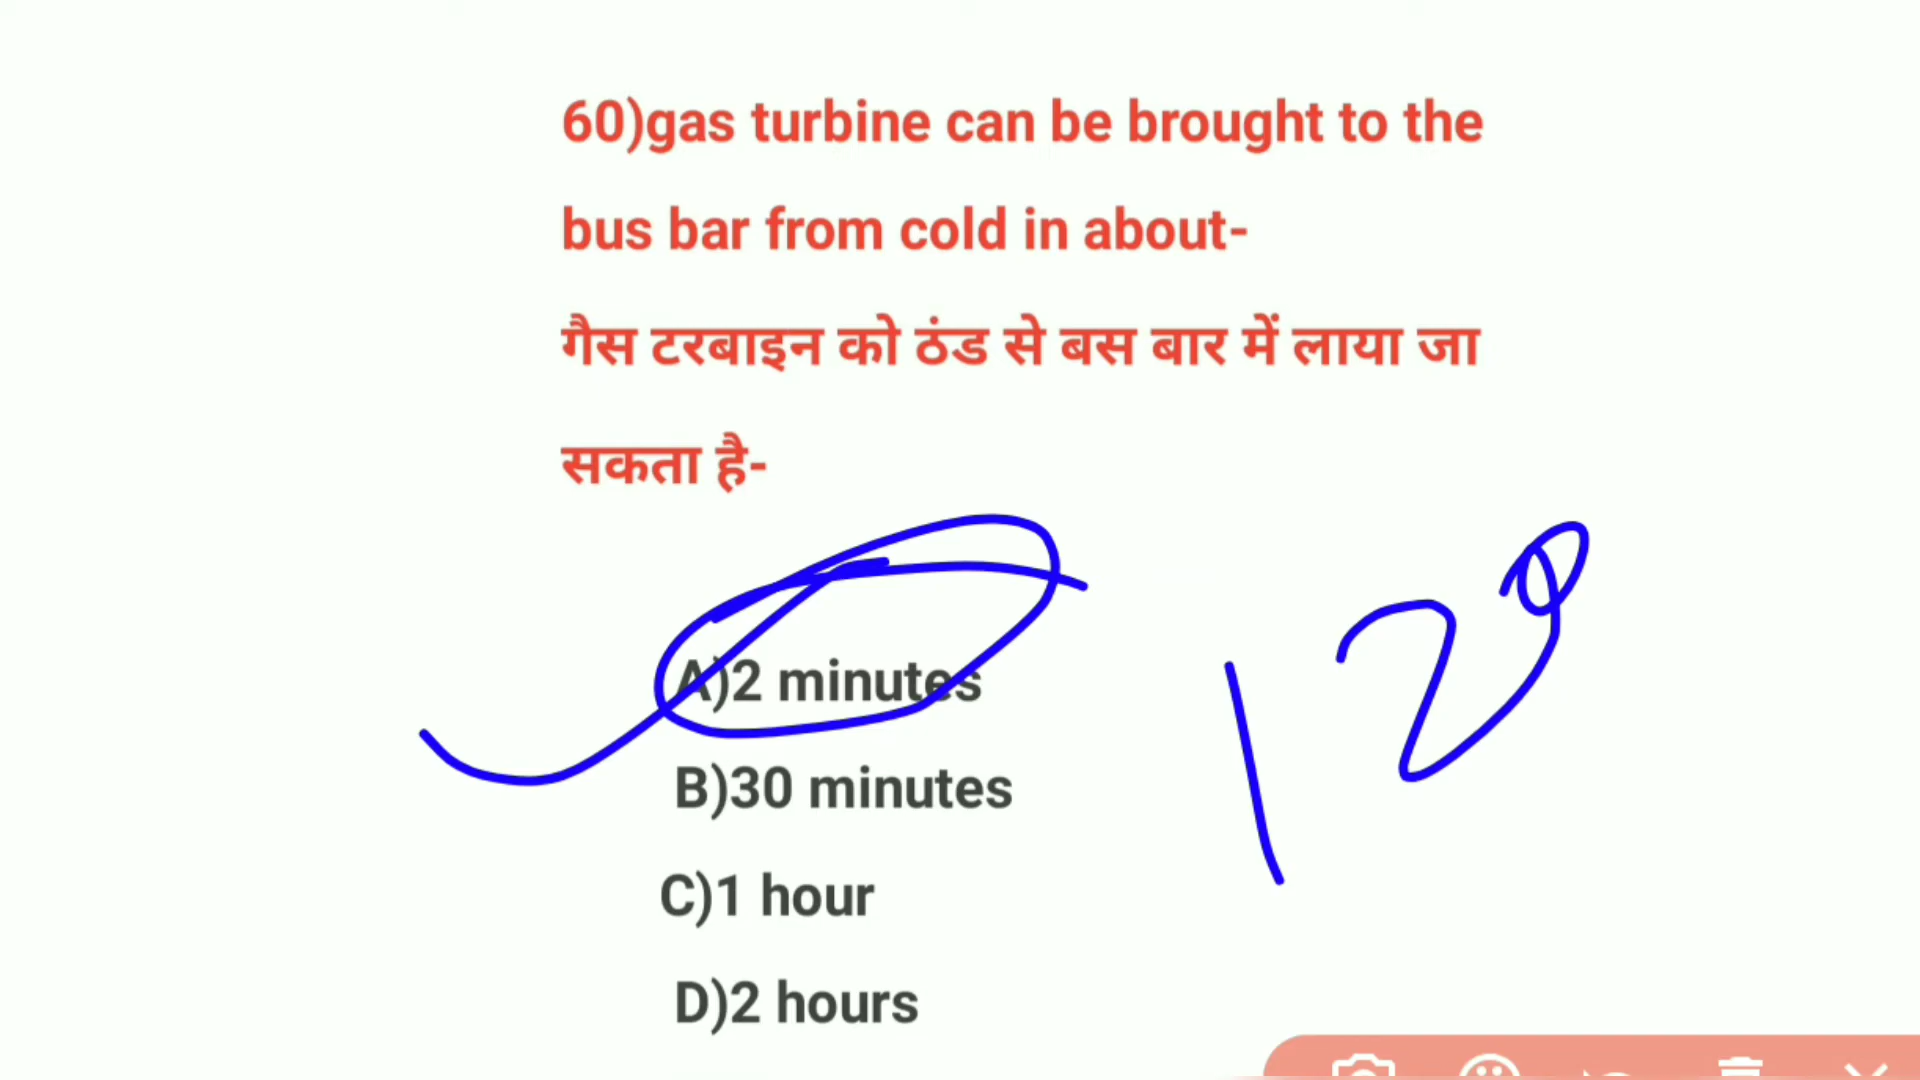 60)gas turbine can be brought to the
bus bar from cold in about-
गैस टरबाइन को ठंड से बस बार में लाया जा
सकता है-
A)2 minutes
B)30 minutes
C)1 hour
D)2 hours